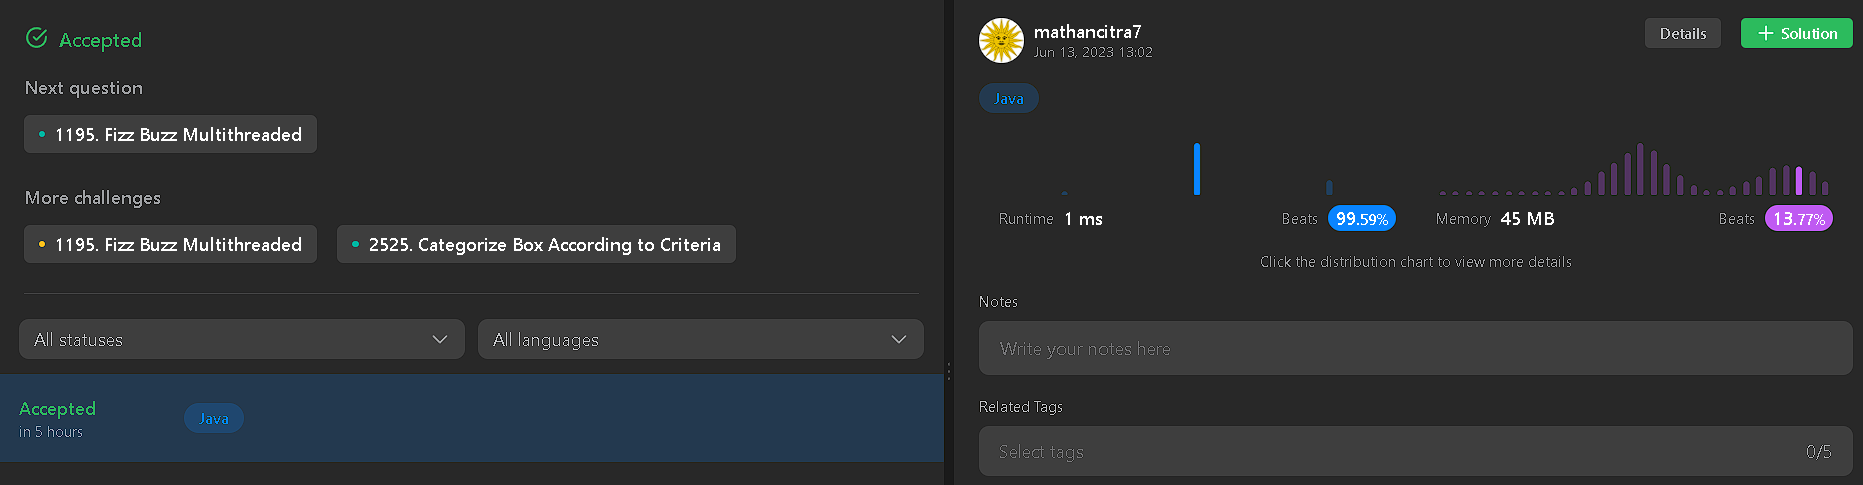 Accepted
Next question
1195. Fizz Buzz Multithreaded
More challenges
1195. Fizz Buzz Multithreaded
2525. Categorize Box According to Criteria
All statuses
All languages
Accepted
in 5 hours
Java
mathancitra7
Jun 13, 2023 13:02
Details
+ Solution
Java
Runtime 1 ms
Beats 99.59%
Memory 45 MB
Beats 13.77%
Click the distribution chart to view more details
Notes
Write your notes here
Related Tags
Select tags
0/5